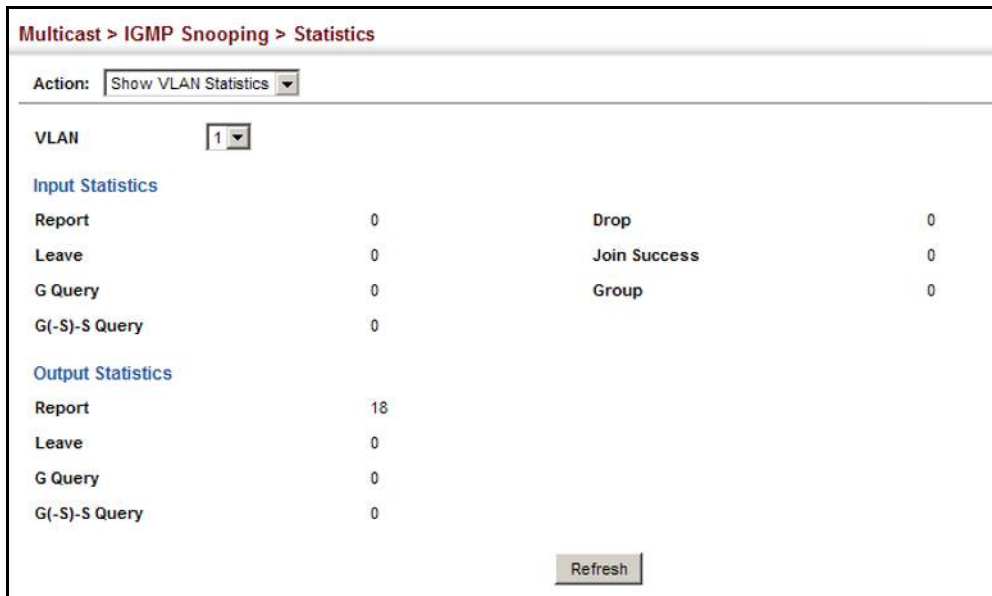 Multicast > IGMP Snooping > Statistics
Action: Show VLAN Statistics
VLAN 1
Input Statistics
Report 0 Drop 0
Leave 0 Join Success 0
G Query 0 Group 0
G(-S)-S Query 0
Output Statistics
Report 18
Leave 0
G Query 0
G(-S)-S Query 0
Refresh